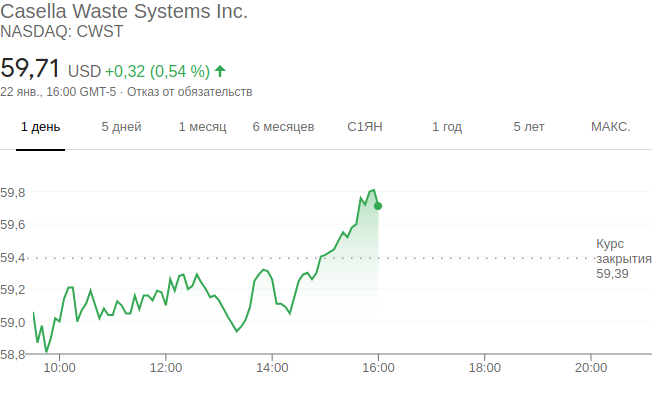 Casella Waste Systems Inc.
NASDAQ: CWST
59,71 USD +0,32 (0,54 %)
22 янв., 16:00 GMT-5 · Отказ от обязательств
1 день 5 дней 1 месяц 6 месяцев С1ЯН 1 год 5 лет МАКС.
59,8
59,6
Курс
59,4 закрытия
59,39
59,2
59,0
58,8
10:00 12:00 14:00 16:00 18:00 20:00